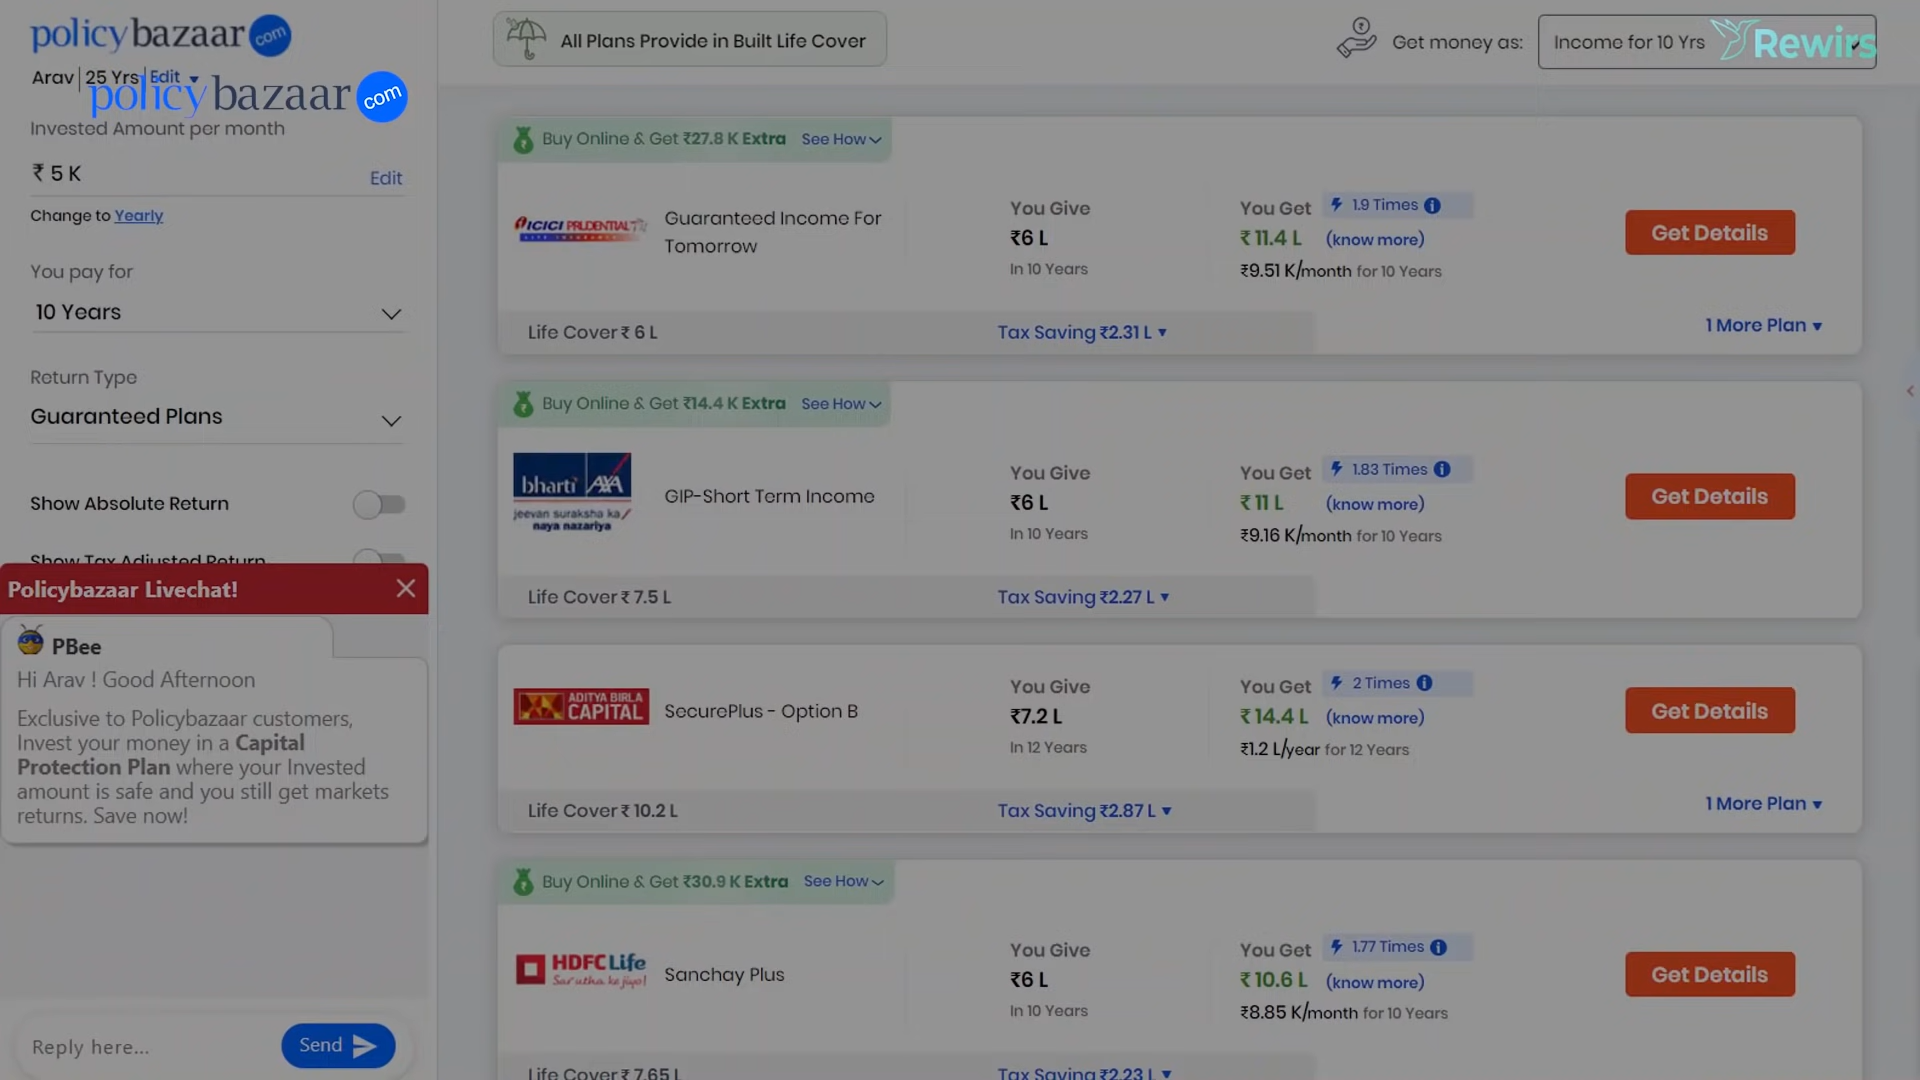 policybazaar com
Arav | 25 Yrs | Edit
policybazaar com
Invested Amount per month
₹ 5 K
Edit
Change to Yearly
You pay for
10 Years
Return Type
Guaranteed Plans
Show Absolute Return
Show Tax Adjusted Return
Policybazaar Livechat!
PBee
Hi Arav ! Good Afternoon
Exclusive to Policybazaar customers,
Invest your money in a Capital
Protection Plan where your Invested
amount is safe and you still get markets
returns. Save now!
Reply here...
Send
All Plans Provide in Built Life Cover
Get money as:
Income for 10 Yrs
Rewirs
Buy Online & Get ₹27.8 K Extra See How
ICICI PRUDENTIAL
LIFE INSURANCE
Guaranteed Income For
Tomorrow
You Give
₹6 L
In 10 Years
You Get 1.9 Times
₹ 11.4 L (know more)
₹9.51 K/month for 10 Years
Get Details
Life Cover ₹ 6 L
Tax Saving ₹2.31 L
1 More Plan
Buy Online & Get ₹14.4 K Extra See How
bharti AXA
jeevan suraksha ka
naya nazariya
GIP-Short Term Income
You Give
₹6 L
In 10 Years
You Get 1.83 Times
₹ 11 L (know more)
₹9.16 K/month for 10 Years
Get Details
Life Cover ₹ 7.5 L
Tax Saving ₹2.27 L
ADITYA BIRLA
CAPITAL
SecurePlus - Option B
You Give
₹7.2 L
In 12 Years
You Get 2 Times
₹ 14.4 L (know more)
₹1.2 L/year for 12 Years
Get Details
Life Cover ₹ 10.2 L
Tax Saving ₹2.87 L
1 More Plan
Buy Online & Get ₹30.9 K Extra See How
HDFC Life
Sar utha ke jiyo!
Sanchay Plus
You Give
₹6 L
In 10 Years
You Get 1.77 Times
₹ 10.6 L (know more)
₹8.85 K/month for 10 Years
Get Details
Life Cover ₹ 7.65 L
Tax Saving ₹2.23 L